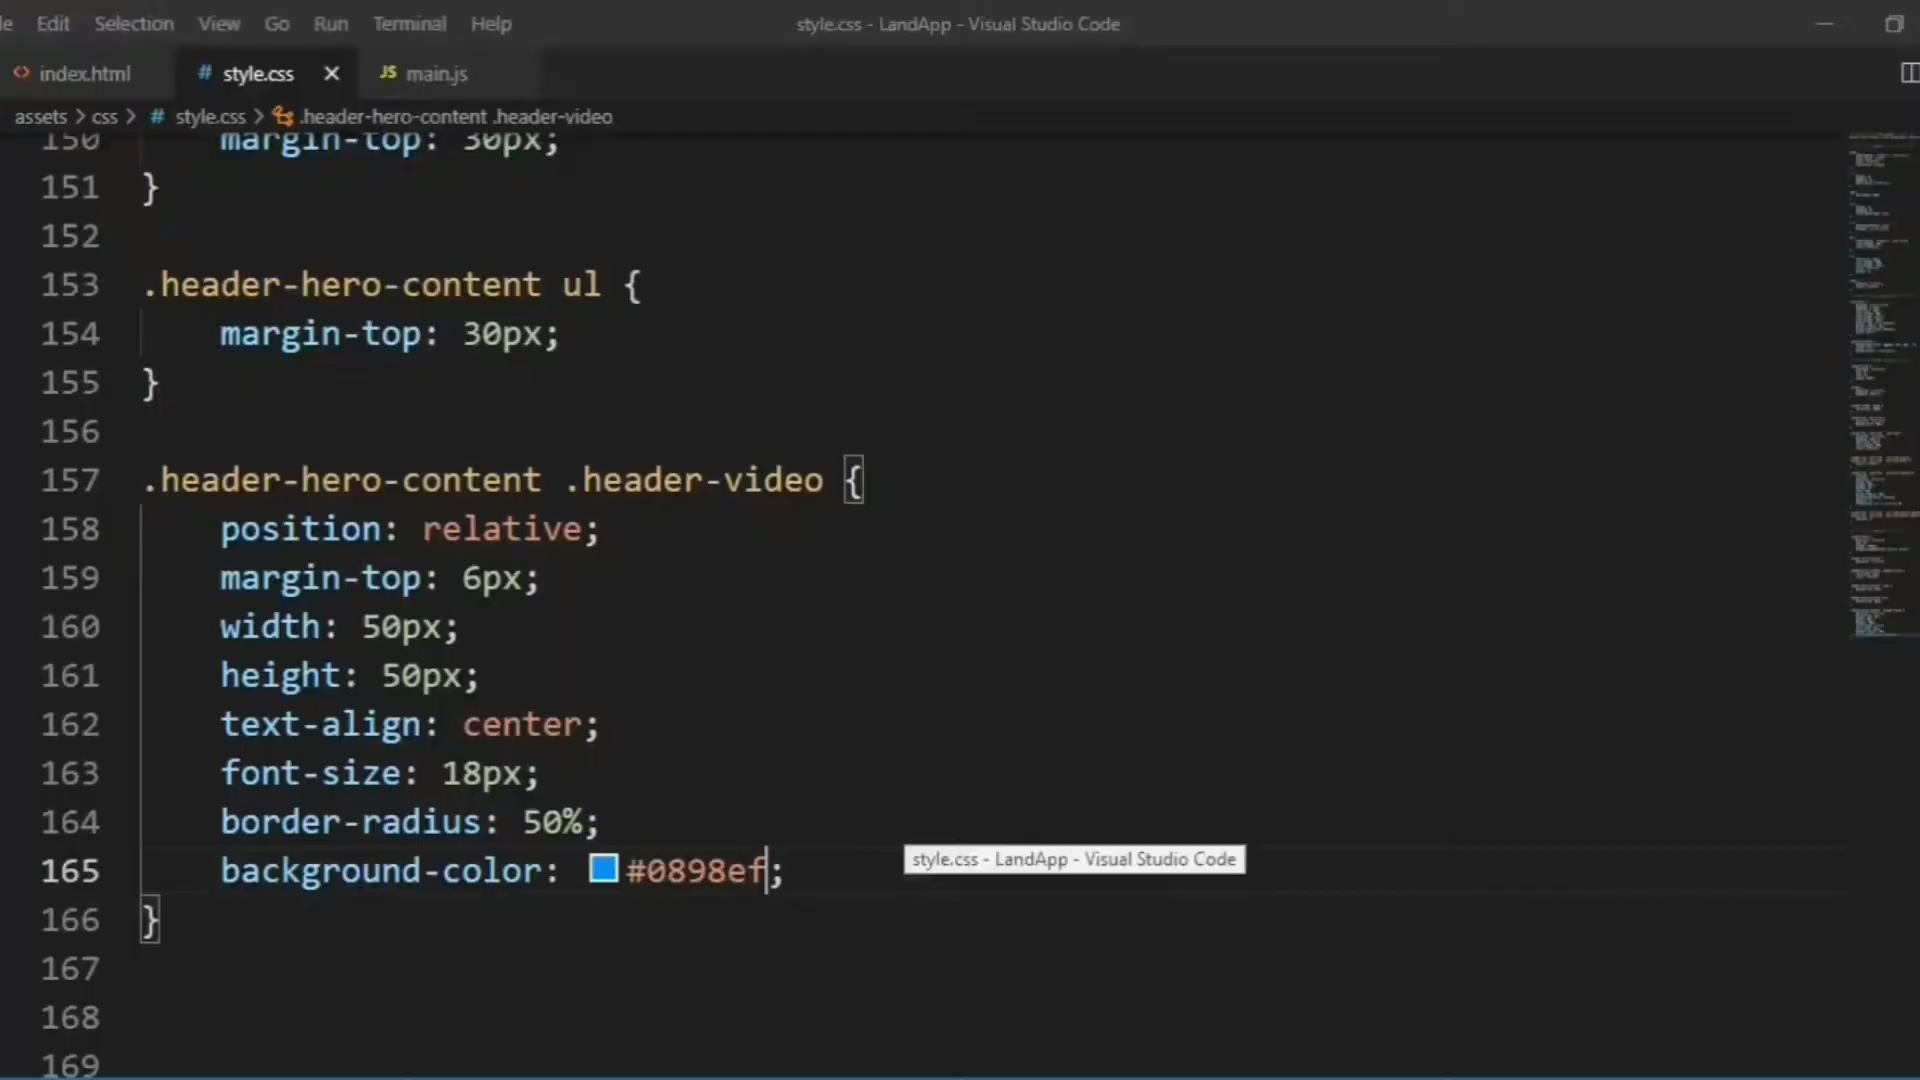 Edit Selection View Go Run Terminal Help style.css - LandApp - Visual Studio Code
index.html # style.css × JS main.js
assets > css > # style.css > .header-hero-content .header-video
150 margin-top: 30px;
151 }
152
153 .header-hero-content ul {
154 margin-top: 30px;
155 }
156
157 .header-hero-content .header-video {
158 position: relative;
159 margin-top: 6px;
160 width: 50px;
161 height: 50px;
162 text-align: center;
163 font-size: 18px;
164 border-radius: 50%;
165 background-color: #0898ef;
style.css - LandApp - Visual Studio Code
166 }
167
168
169